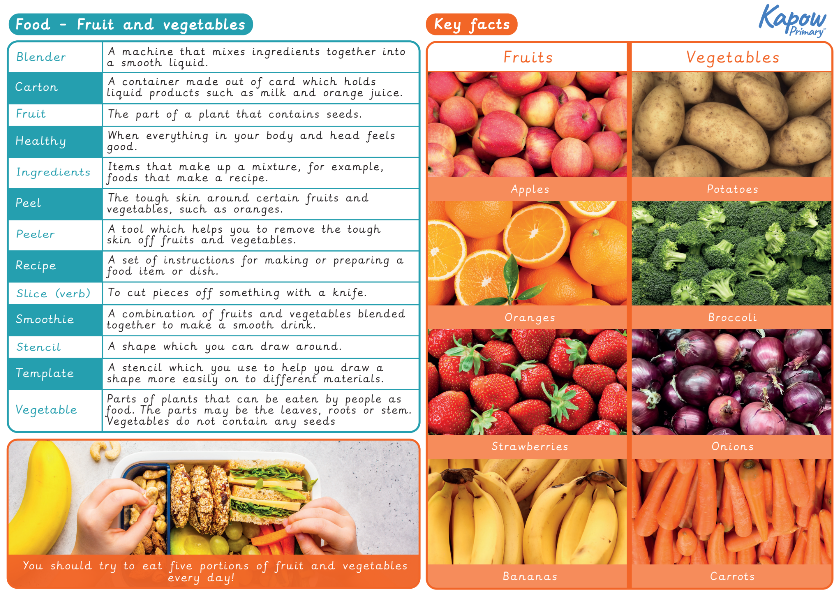 Food - Fruit and vegetables
Blender
A machine that mixes ingredients together into
a smooth liquid.
Carton
A container made out of card which holds
liquid products such as milk and orange juice.
Fruit
The part of a plant that contains seeds.
Healthy
When everything in your body and head feels
good.
Ingredients
Items that make up a mixture, for example,
foods that make a recipe.
Peel
The tough skin around certain fruits and
vegetables, such as oranges.
Peeler
A tool which helps you to remove the tough
skin off fruits and vegetables.
Recipe
A set of instructions for making or preparing a
food item or dish.
Slice (verb)
To cut pieces off something with a knife.
Smoothie
A combination of fruits and vegetables blended
together to make a smooth drink.
Stencil
A shape which you can draw around.
Template
A stencil which you use to help you draw a
shape more easily on to different materials.
Vegetable
Parts of plants that can be eaten by people as
food. The parts may be the leaves, roots or stem.
Vegetables do not contain any seeds
You should try to eat five portions of fruit and vegetables
every day!
Key facts
Kapow
Primary
Fruits
Vegetables
Apples
Potatoes
Oranges
Broccoli
Strawberries
Onions
Bananas
Carrots